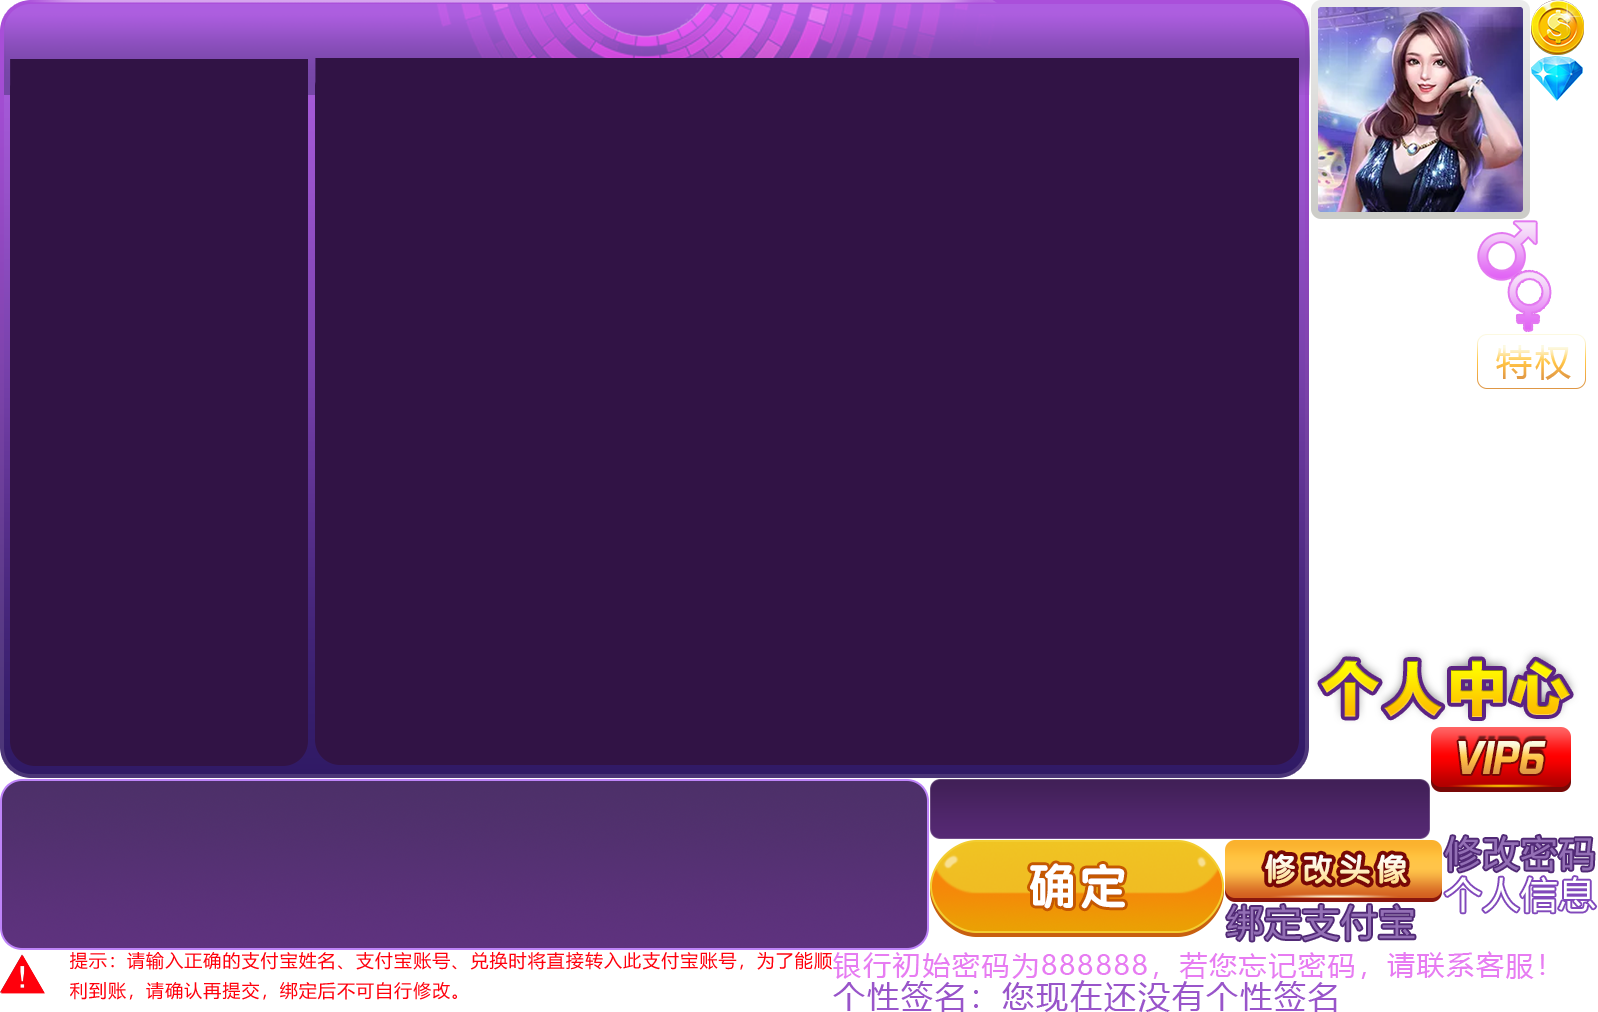 特权
个人中心
VIP6
确定
修改头像
修改密码
个人信息
绑定支付宝
提示：请输入正确的支付宝姓名、支付宝账号、兑换时将直接转入此支付宝账号，为了能顺
利到账，请确认再提交，绑定后不可自行修改。
银行初始密码为888888，若您忘记密码，请联系客服！
个性签名：您现在还没有个性签名